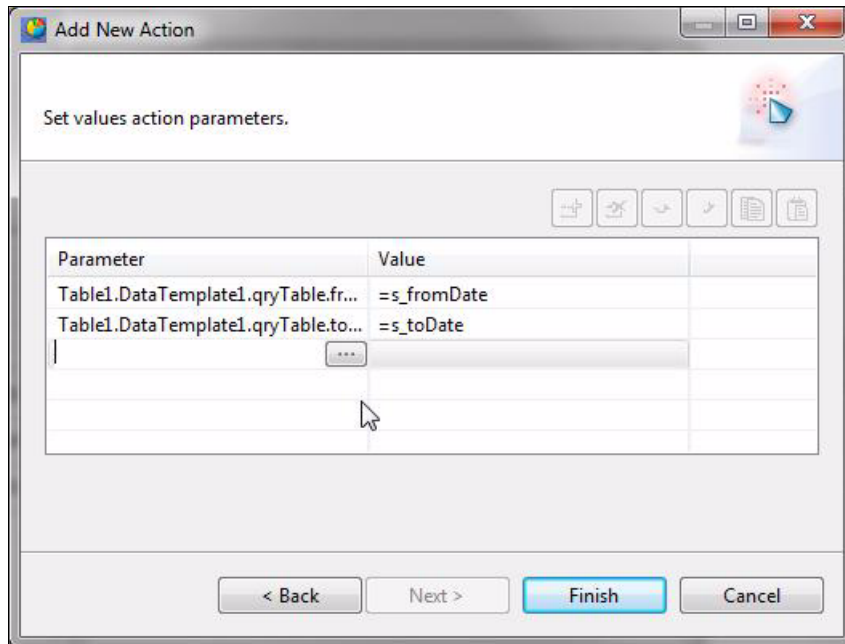 Add New Action
Set values action parameters.
Parameter Value
Table1.DataTemplate1.qryTable.fr... =s_fromDate
Table1.DataTemplate1.qryTable.to... =s_toDate
...
< Back Next > Finish Cancel